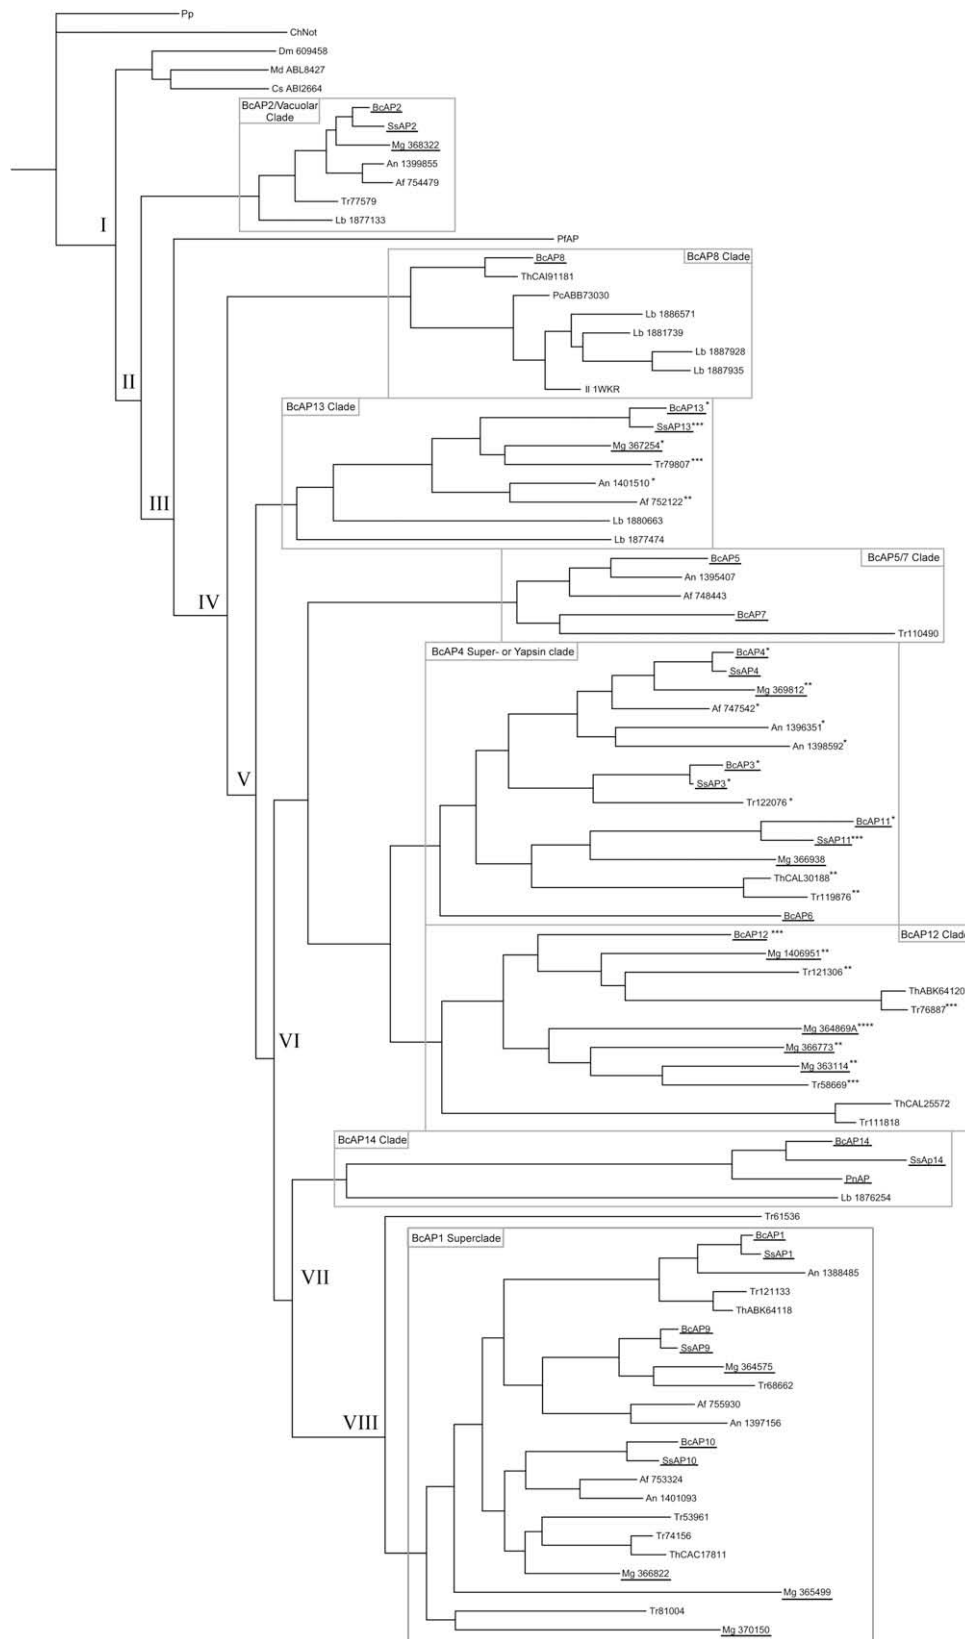 Pp
ChNot
Dm 609458
Md ABL8427
Cs ABI2664
BcAP2/Vacuolar
Clade
BcAP2
SsAP2
Mg 368322
An 1399855
Af 754479
Tr77579
Lb 1877133
I
PfAP
BcAP8 Clade
BcAP8
ThCAI91181
PcABB73030
Lb 1886571
Lb 1881739
Lb 1887928
Lb 1887935
Il 1WKR
II
BcAP13 Clade
BcAP13 *
SsAP13***
Mg 367254*
Tr79807***
An 1401510 *
Af 752122**
Lb 1880663
Lb 1877474
III
BcAP5/7 Clade
BcAP5
An 1395407
Af 748443
BcAP7
Tr110490
IV
BcAP4 Super- or Yapsin clade
BcAP4*
SsAP4
Mg 369812**
Af 747542*
An 1396351*
An 1398592*
BcAP3*
SsAP3*
Tr122076 *
V
BcAP11*
SsAP11***
Mg 366938
ThCAL30188**
Tr119876**
BcAP6
BcAP12 Clade
BcAP12 ***
Mg 1406951**
Tr121306**
ThABK64120
Tr76887***
Mg 364869A****
VI
Mg 366773**
Mg 363114**
Tr58669***
ThCAL25572
Tr111818
BcAP14 Clade
BcAP14
SsAp14
PnAP
Lb 1876254
Tr61536
BcAP1 Superclade
BcAP1
SsAP1
An 1388485
VII
Tr121133
ThABK64118
BcAP9
SsAP9
Mg 364575
Tr68662
Af 755930
VIII
An 1397156
BcAP10
SsAP10
Af 753324
An 1401093
Tr53961
Tr74156
ThCAC17811
Mg 366822
Mg 365499
Tr81004
Mg 370150